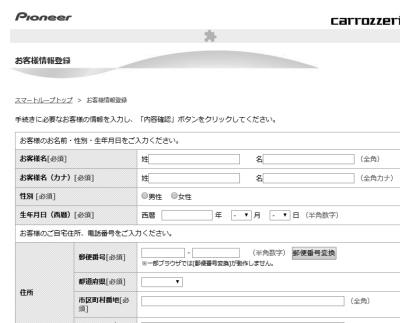 Pioneer
carrozzeri
お客様情報登録
スマートループトップ > お客様情報登録
手続きに必要なお客様の情報を入力し、「内容確認」ボタンをクリックしてください。
お客様のお名前・性別・生年月日をご入力ください。
お客様名[必須] 姓 名 (全角)
お客様名(カナ)[必須] 姓 名 (全角カナ)
性別 [必須] 男性 女性
生年月日(西暦)[必須] 西暦 年 - 月 - 日 (半角数字)
お客様のご自宅住所、電話番号をご入力ください。
住所
郵便番号[必須] - (半角数字) 郵便番号変換
※一部ブラウザでは[郵便番号変換]が動作しません。
都道府県[必須]
市区町村番地[必須] (全角)